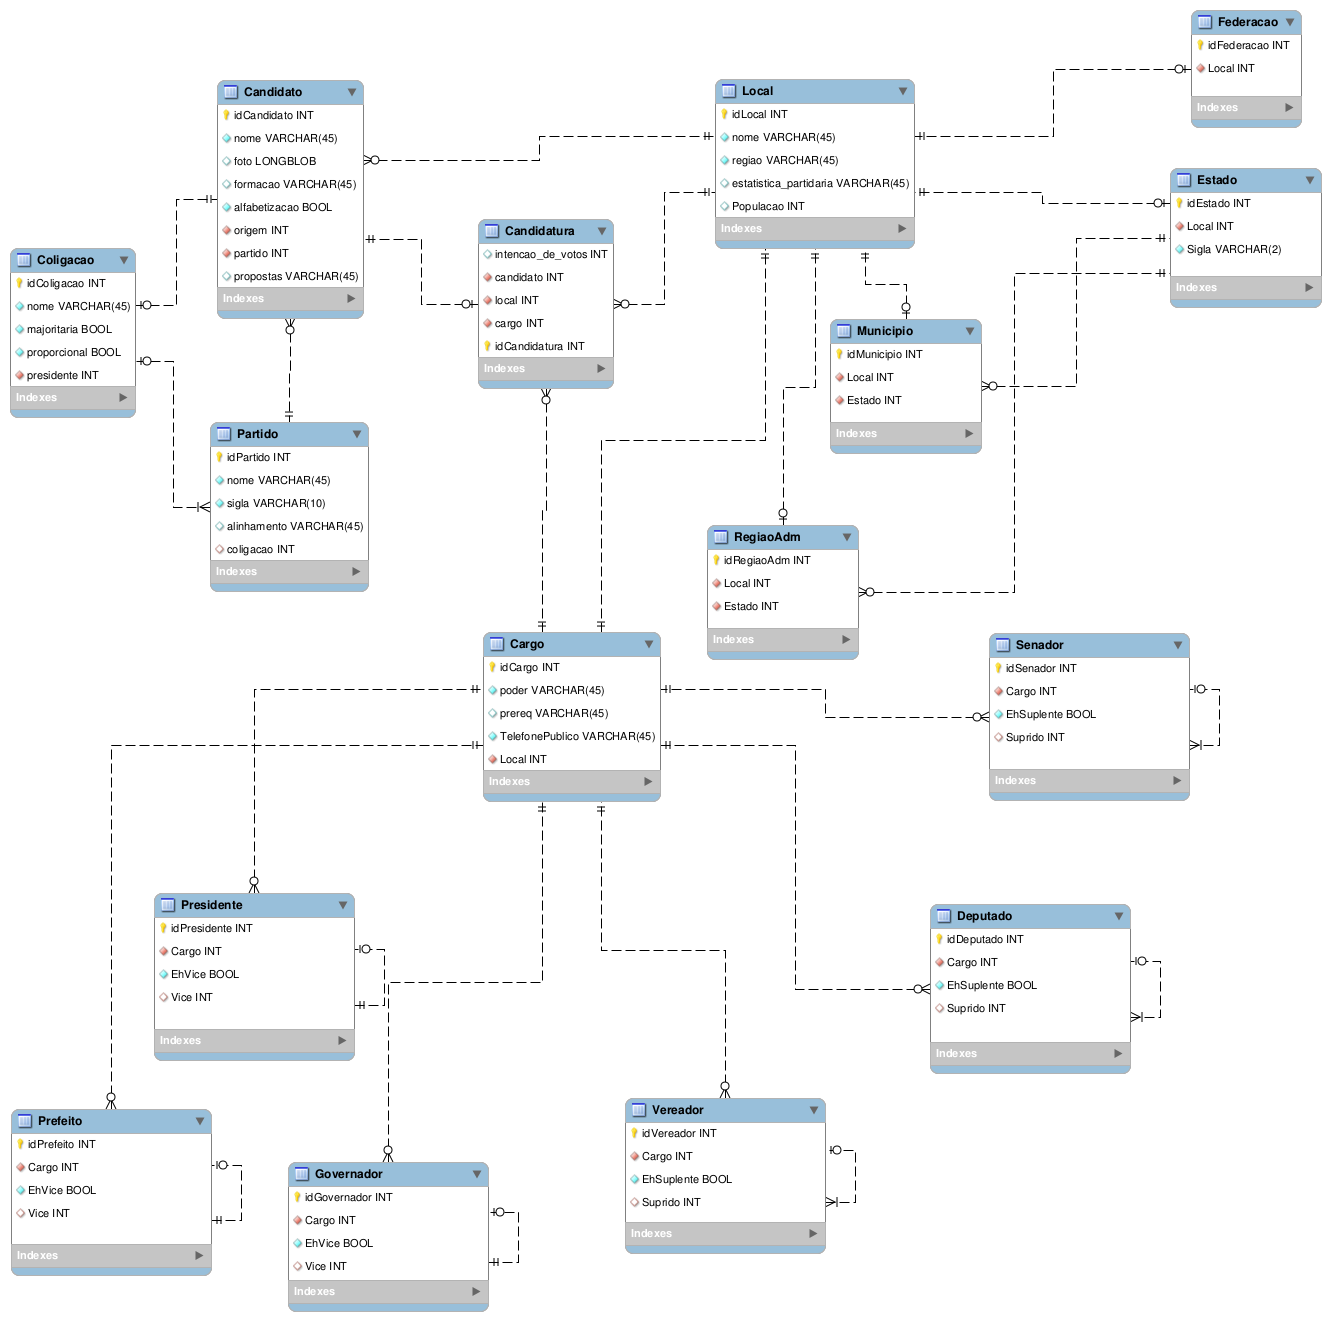 Federacao
idFederacao INT
Local INT
Indexes
Candidato
idCandidato INT
nome VARCHAR(45)
foto LONGBLOB
formacao VARCHAR(45)
alfabetizacao BOOL
origem INT
partido INT
propostas VARCHAR(45)
Indexes
Local
idLocal INT
nome VARCHAR(45)
regiao VARCHAR(45)
estatistica_partidaria VARCHAR(45)
Populacao INT
Indexes
Estado
idEstado INT
Local INT
Sigla VARCHAR(2)
Indexes
Candidatura
intencao_de_votos INT
candidato INT
local INT
cargo INT
idCandidatura INT
Indexes
Coligacao
idColigacao INT
nome VARCHAR(45)
majoritaria BOOL
proporcional BOOL
presidente INT
Indexes
Municipio
idMunicipio INT
Local INT
Estado INT
Indexes
Partido
idPartido INT
nome VARCHAR(45)
sigla VARCHAR(10)
alinhamento VARCHAR(45)
coligacao INT
Indexes
RegiaoAdm
idRegiaoAdm INT
Local INT
Estado INT
Indexes
Cargo
idCargo INT
poder VARCHAR(45)
prereq VARCHAR(45)
TelefonePublico VARCHAR(45)
Local INT
Indexes
Senador
idSenador INT
Cargo INT
EhSuplente BOOL
Suprido INT
Indexes
Presidente
idPresidente INT
Cargo INT
EhVice BOOL
Vice INT
Indexes
Deputado
idDeputado INT
Cargo INT
EhSuplente BOOL
Suprido INT
Indexes
Prefeito
idPrefeito INT
Cargo INT
EhVice BOOL
Vice INT
Indexes
Governador
idGovernador INT
Cargo INT
EhVice BOOL
Vice INT
Indexes
Vereador
idVereador INT
Cargo INT
EhSuplente BOOL
Suprido INT
Indexes